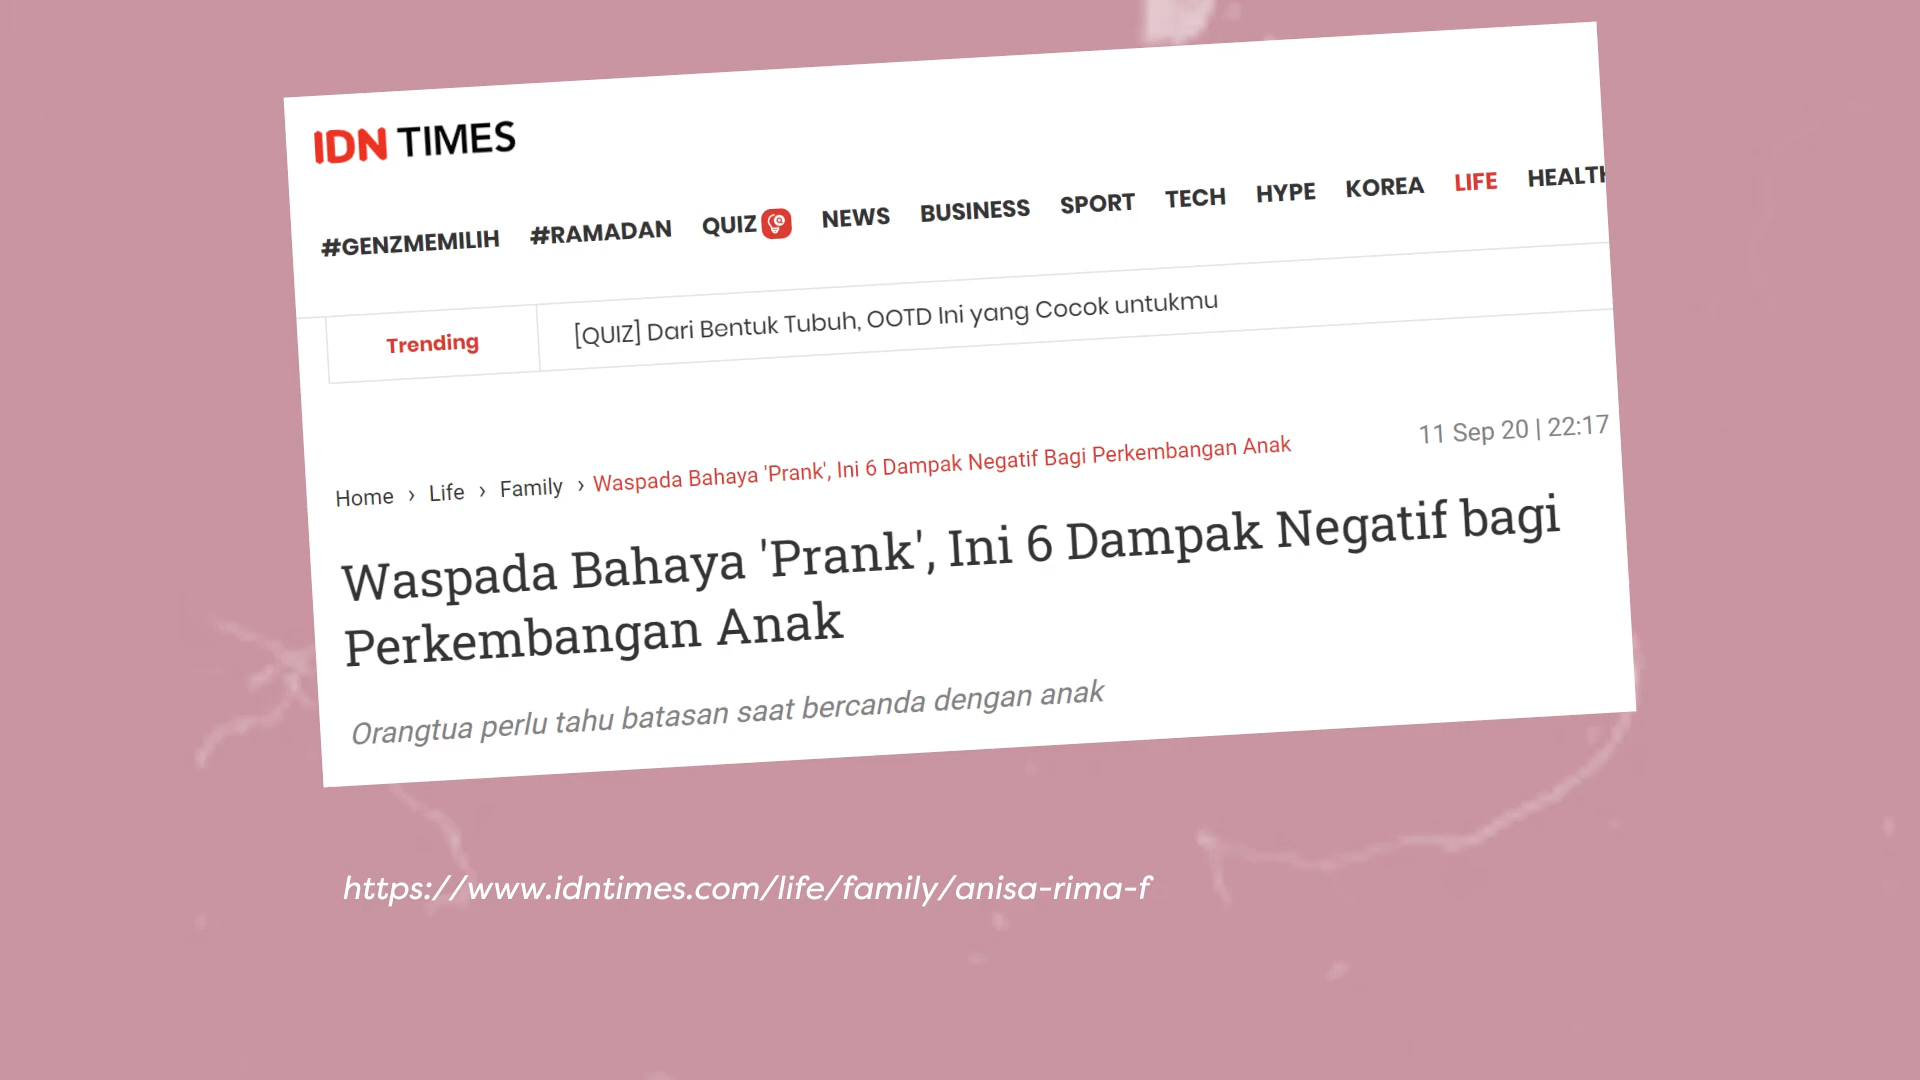 IDN TIMES
#GENZMEMILIH #RAMADAN QUIZ NEWS BUSINESS SPORT TECH HYPE KOREA LIFE HEALTH
Trending [QUIZ] Dari Bentuk Tubuh, OOTD Ini yang Cocok untukmu
Home › Life › Family › Waspada Bahaya 'Prank', Ini 6 Dampak Negatif Bagi Perkembangan Anak
11 Sep 20 | 22:17
Waspada Bahaya 'Prank', Ini 6 Dampak Negatif bagi
Perkembangan Anak
Orangtua perlu tahu batasan saat bercanda dengan anak
https://www.idntimes.com/life/family/anisa-rima-f